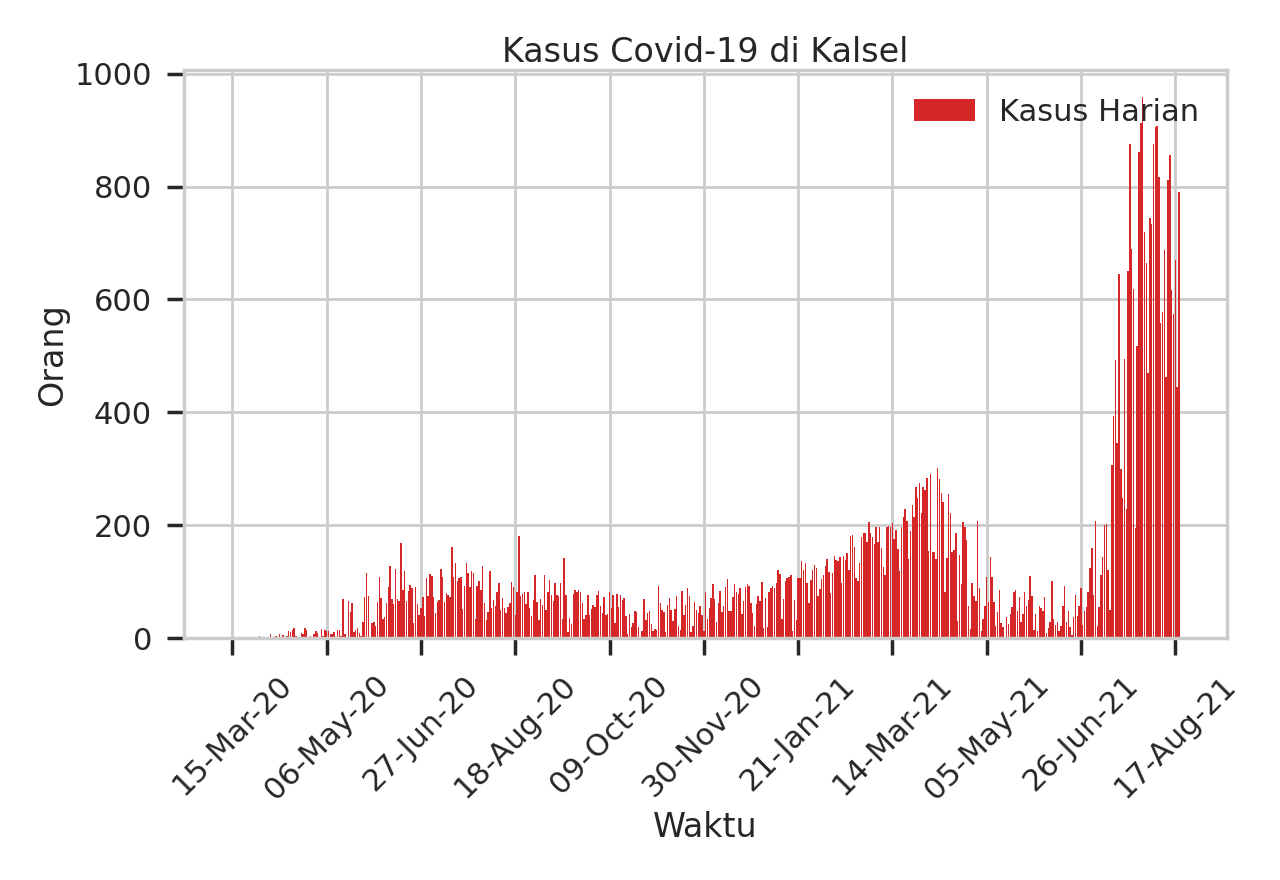 Kasus Covid-19 di Kalsel
Kasus Harian
1000
800
600
400
200
0
Orang
15-Mar-20
06-May-20
27-Jun-20
18-Aug-20
09-Oct-20
30-Nov-20
21-Jan-21
14-Mar-21
05-May-21
26-Jun-21
17-Aug-21
Waktu